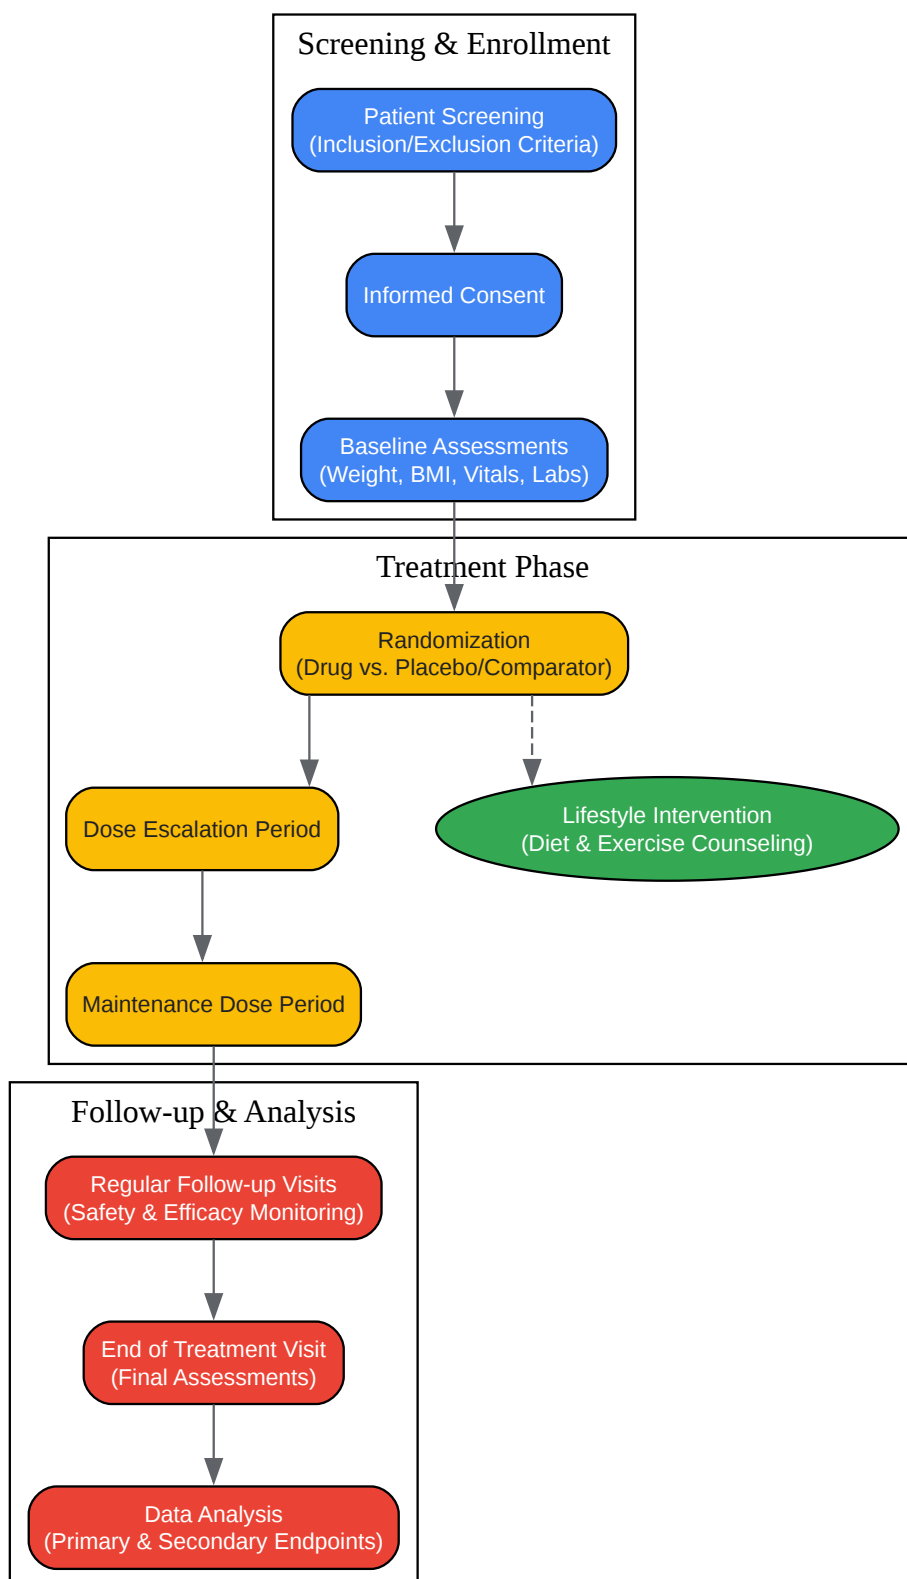 Screening & Enrollment
Patient Screening
(Inclusion/Exclusion Criteria)
Informed Consent
Baseline Assessments
(Weight, BMI, Vitals, Labs)
Treatment Phase
Randomization
(Drug vs. Placebo/Comparator)
Dose Escalation Period
Lifestyle Intervention
(Diet & Exercise Counseling)
Maintenance Dose Period
Follow-up & Analysis
Regular Follow-up Visits
(Safety & Efficacy Monitoring)
End of Treatment Visit
(Final Assessments)
Data Analysis
(Primary & Secondary Endpoints)